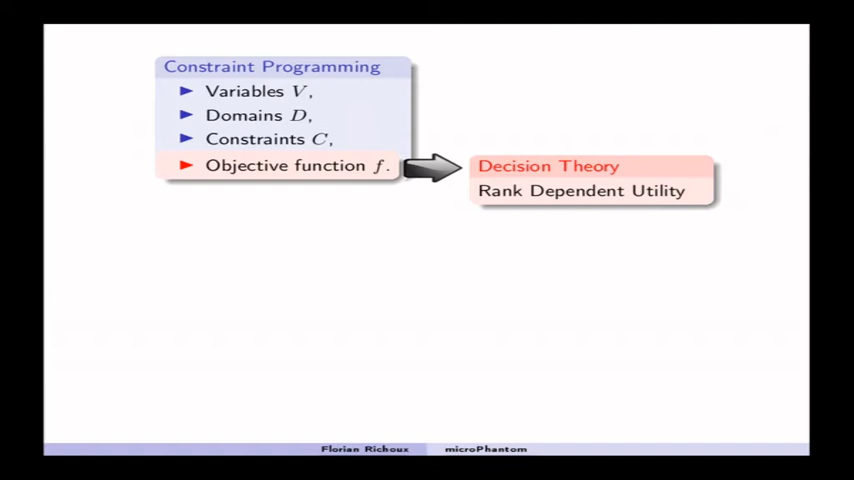 Constraint Programming
Variables V,
Domains D,
Constraints C,
Objective function f.
Decision Theory
Rank Dependent Utility
Florian Richoux
microPhantom